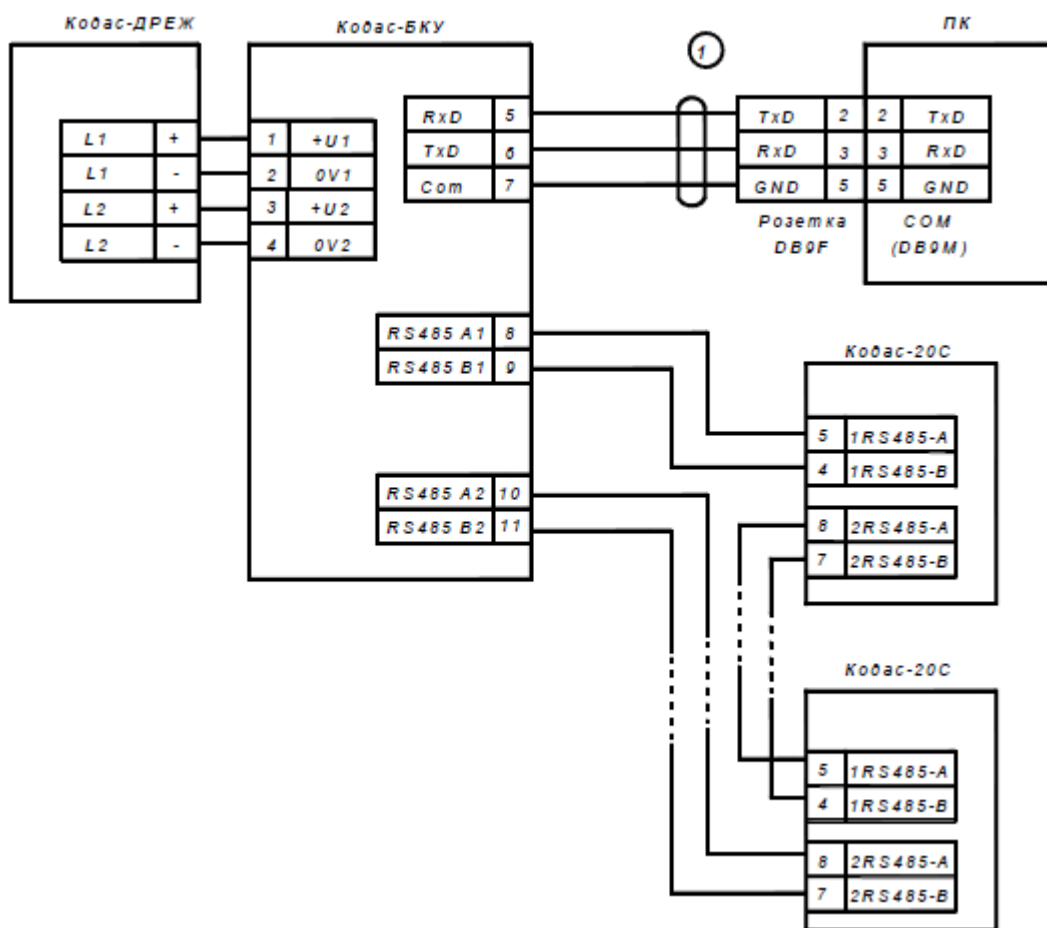 Кодас-ДРЕЖ
Кодас-БКУ
1
ПК
L1 +
L1 -
L2 +
L2 -
1 +U1
2 0V1
3 +U2
4 0V2
RxD 5
TxD 6
Com 7
TxD 2 2 TxD
RxD 3 3 RxD
GND 5 5 GND
Розетка
DB9F
COM
(DB9M)
RS485 A1 8
RS485 B1 9
RS485 A2 10
RS485 B2 11
Кодас-20С
5 1RS485-A
4 1RS485-B
8 2RS485-A
7 2RS485-B
Кодас-20С
5 1RS485-A
4 1RS485-B
8 2RS485-A
7 2RS485-B